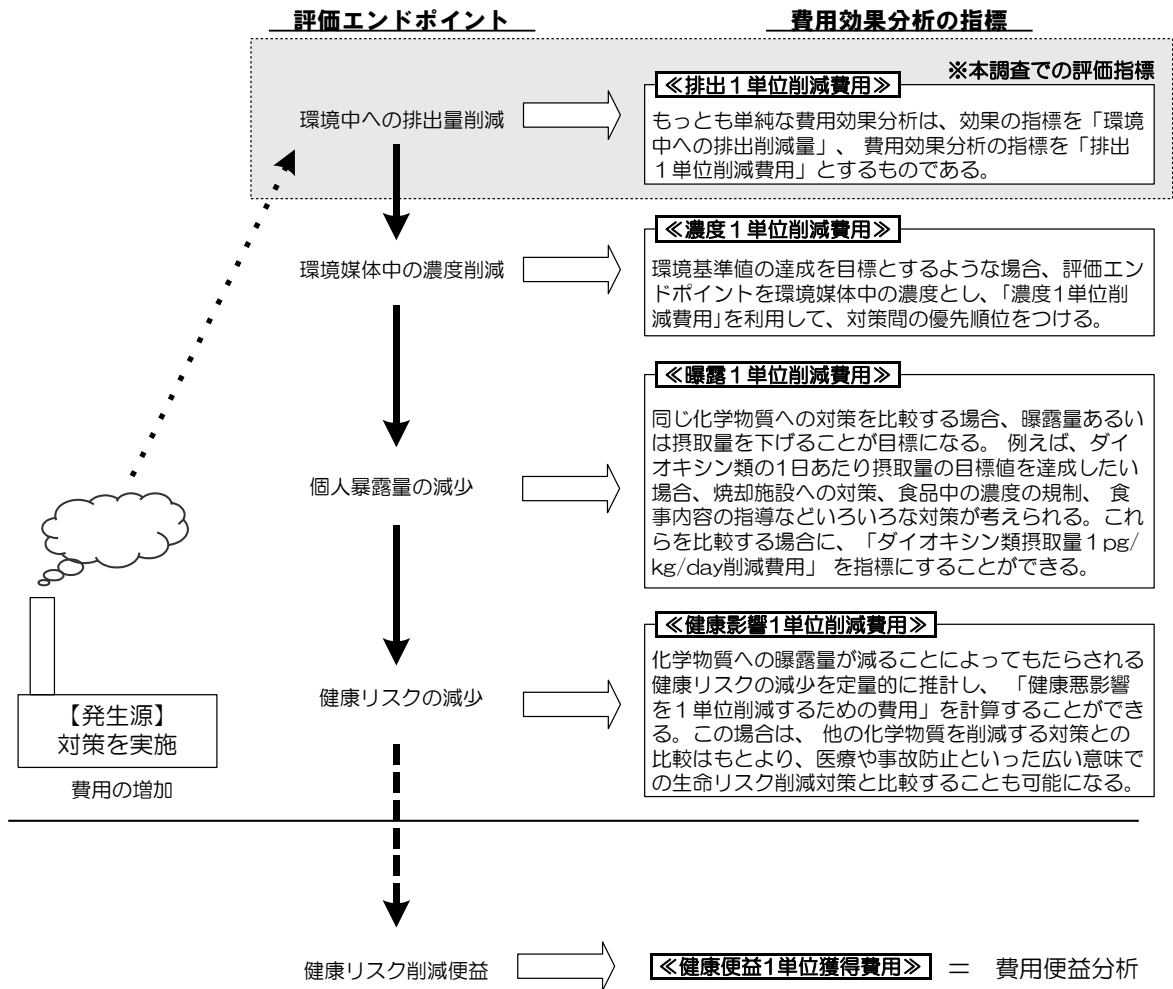 評価エンドポイント
費用効果分析の指標
※本調査での評価指標
環境中への排出量削減
≪排出1単位削減費用≫
もっとも単純な費用効果分析は、効果の指標を「環境
中への排出削減量」、費用効果分析の指標を「排出
1単位削減費用」とするものである。
環境媒体中の濃度削減
≪濃度1単位削減費用≫
環境基準値の達成を目標とするような場合、評価エン
ドポイントを環境媒体中の濃度とし、「濃度1単位削
減費用」を利用して、対策間の優先順位をつける。
個人暴露量の減少
≪曝露1単位削減費用≫
同じ化学物質への対策を比較する場合、曝露量あるい
は摂取量を下げることが目標になる。例えば、ダイ
オキシン類の1日あたり摂取量の目標値を達成したい
場合、焼却施設への対策、食品中の濃度の規制、食
事内容の指導などいろいろな対策が考えられる。これ
らを比較する場合に、「ダイオキシン類摂取量1pg/
kg/day削減費用」を指標にすることができる。
健康リスクの減少
≪健康影響1単位削減費用≫
化学物質への曝露量が減ることによってもたらされる
健康リスクの減少を定量的に推計し、「健康悪影響
を1単位削減するための費用」を計算することができ
る。この場合は、他の化学物質を削減する対策との
比較はもとより、医療や事故防止といった広い意味で
の生命リスク削減対策と比較することも可能になる。
【発生源】
対策を実施
費用の増加
健康リスク削減便益
≪健康便益1単位獲得費用≫ ＝ 費用便益分析